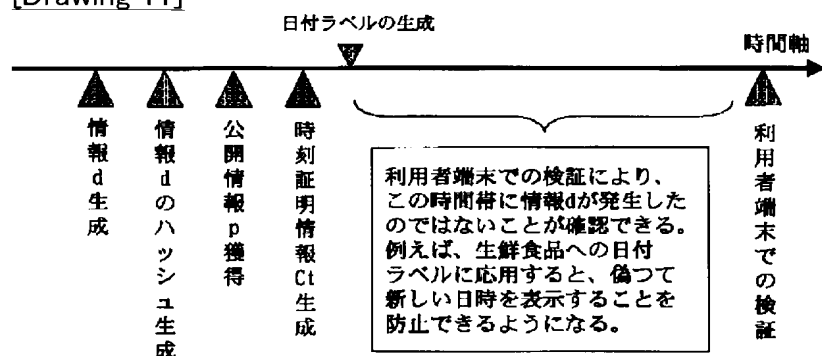 [Drawing 11]
日付ラベルの生成
時間軸
情報d生成
情報dのハッシュ生成
公開情報p獲得
時刻証明情報Ct生成
利用者端末での検証により、
この時間帯に情報dが発生した
のではないことが確認できる。
例えば、生鮮食品への日付
ラベルに応用すると、偽つて
新しい日時を表示することを
防止できるようになる。
利用者端末での検証